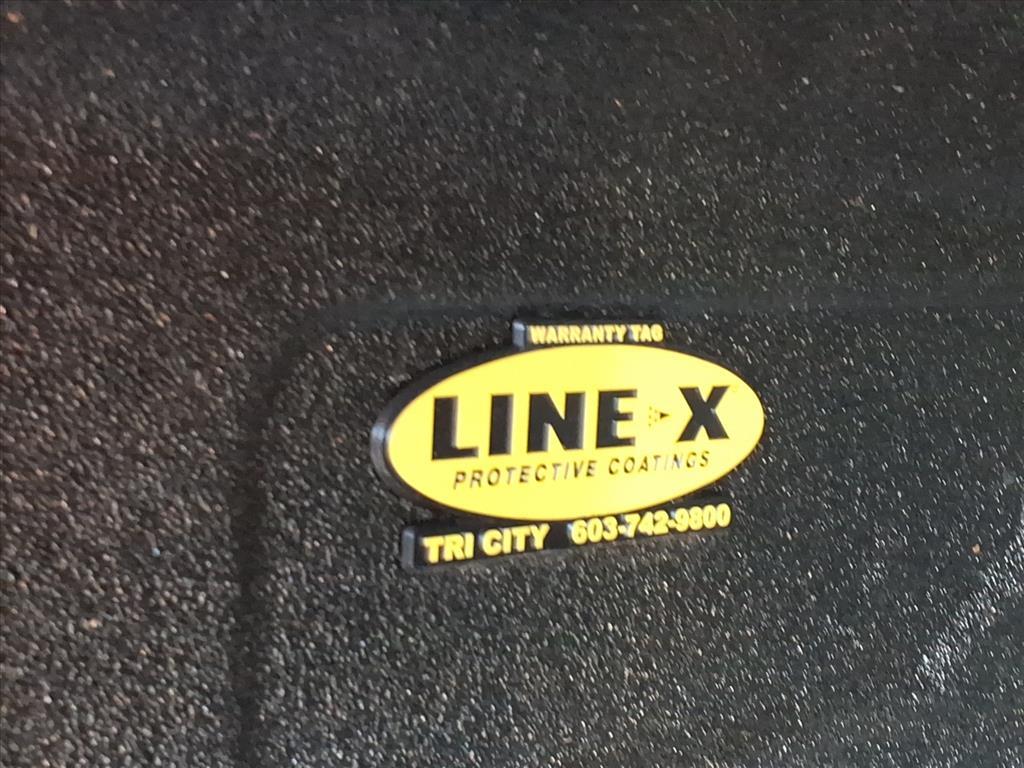 WARRANTY TAG
LINE-X
PROTECTIVE COATINGS
TRI CITY 603-742-9800